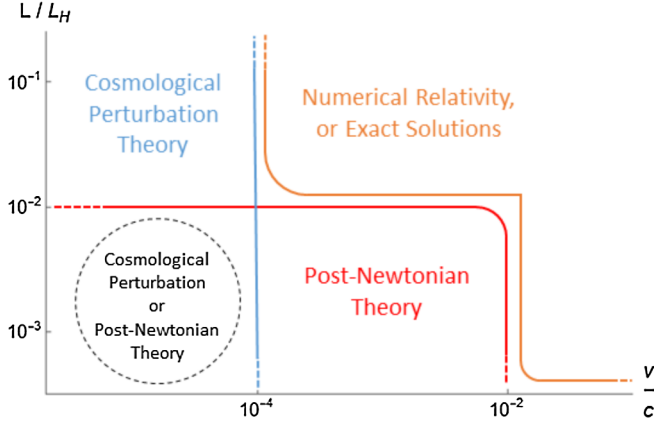 L / L_H
10⁻¹
Cosmological
Perturbation
Theory
Numerical Relativity,
or Exact Solutions
10⁻²
Cosmological
Perturbation
or
Post-Newtonian
Theory
Post-Newtonian
Theory
10⁻³
10⁻⁴
10⁻²
v
c